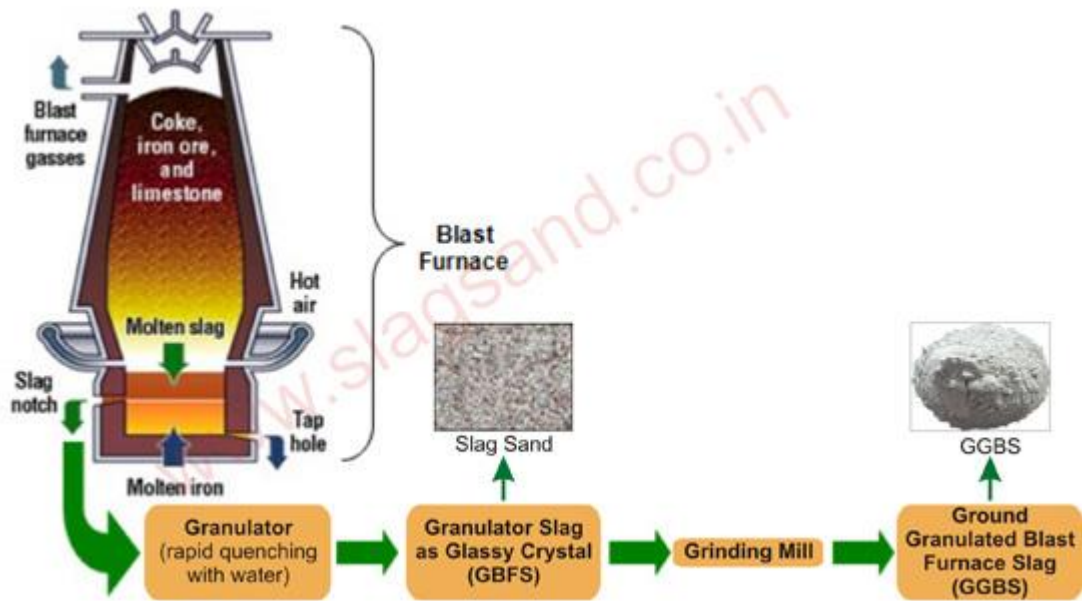 Blast
furnace
gasses
Coke,
iron ore,
and
limestone
Blast
Furnace
Hot
air
Molten slag
Slag
notch
Tap
hole
Molten iron
Slag Sand
GGBS
Granulator
(rapid quenching
with water)
Granulator Slag
as Glassy Crystal
(GBFS)
Grinding Mill
Ground
Granulated Blast
Furnace Slag
(GGBS)
w.slagsand.co.in